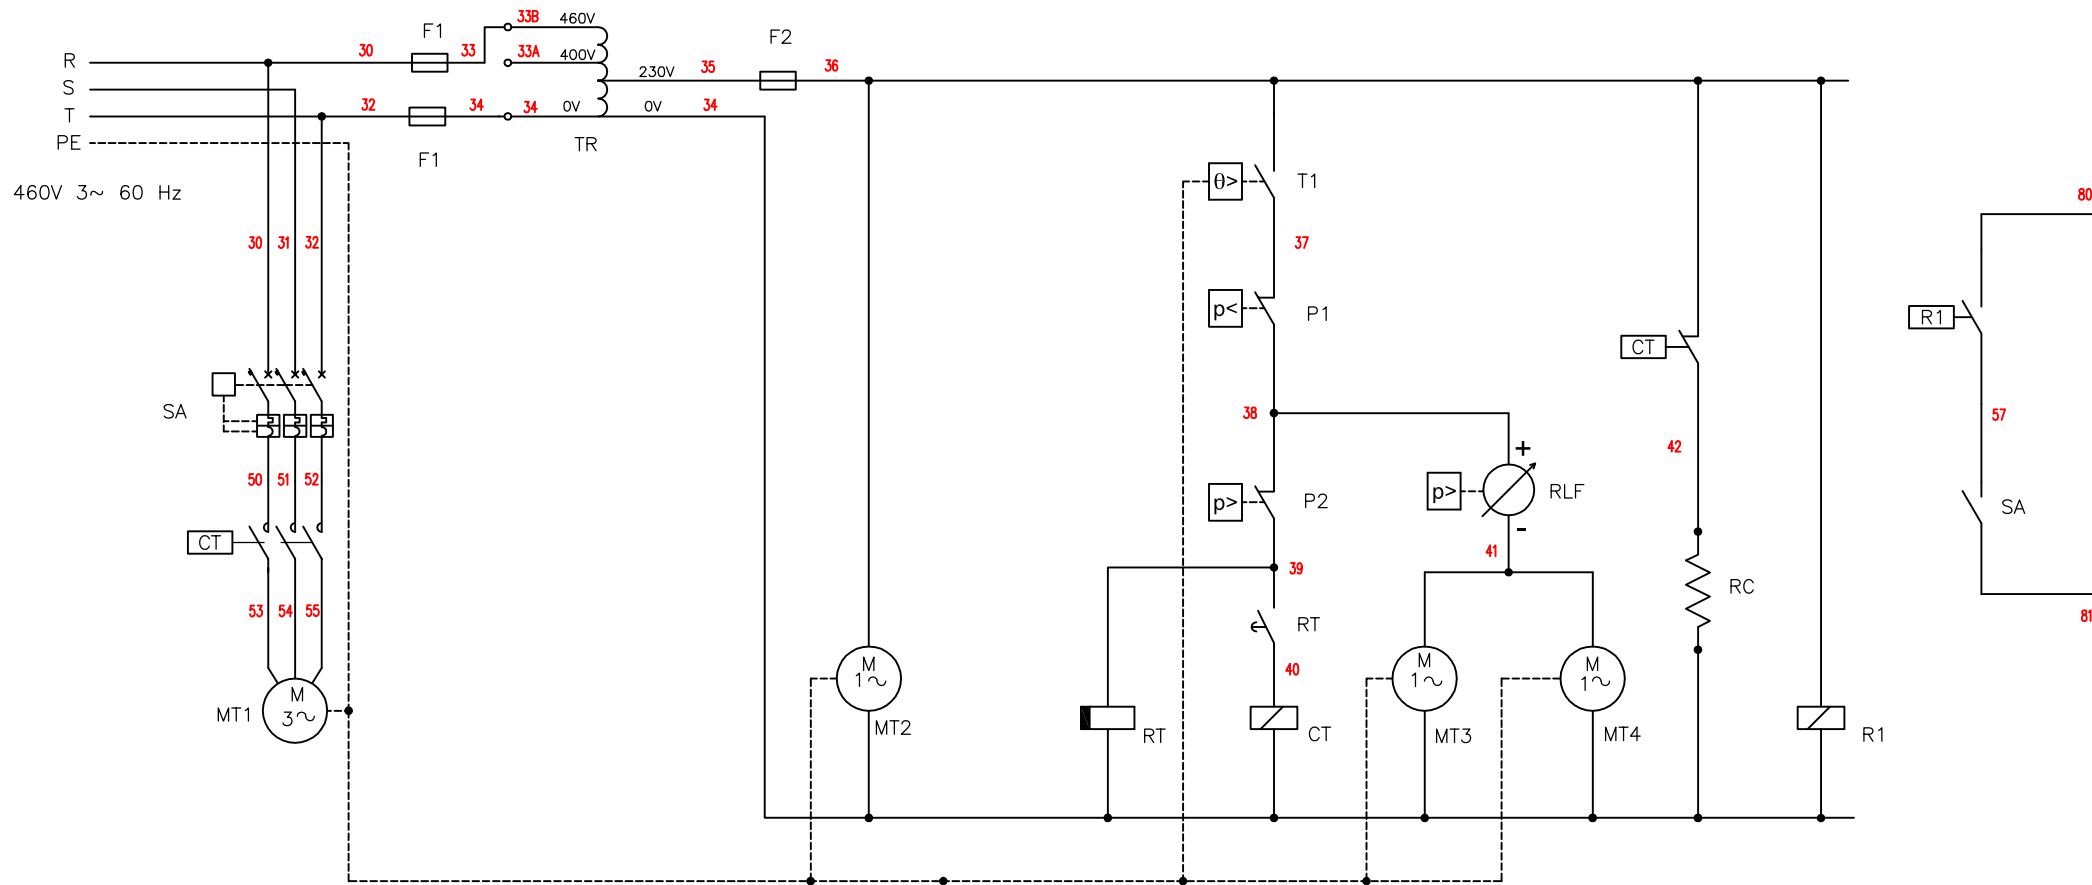 33B 460V
F1 F2
30 33 33A 400V
R
230V 35 36
S
32 34 34 0V 0V 34
T
PE
F1 TR
460V 3~ 60 Hz
θ> T1
80
30 31 32 37
p< P1
R1
CT
SA
38 57
42
+
50 51 52
p> P2 p> RLF
SA
-
CT
41
39
RC
53 54 55 RT 81
40
M 1~ M 1~ M 1~
M 3~
MT1 MT2 RT CT MT3 MT4 R1